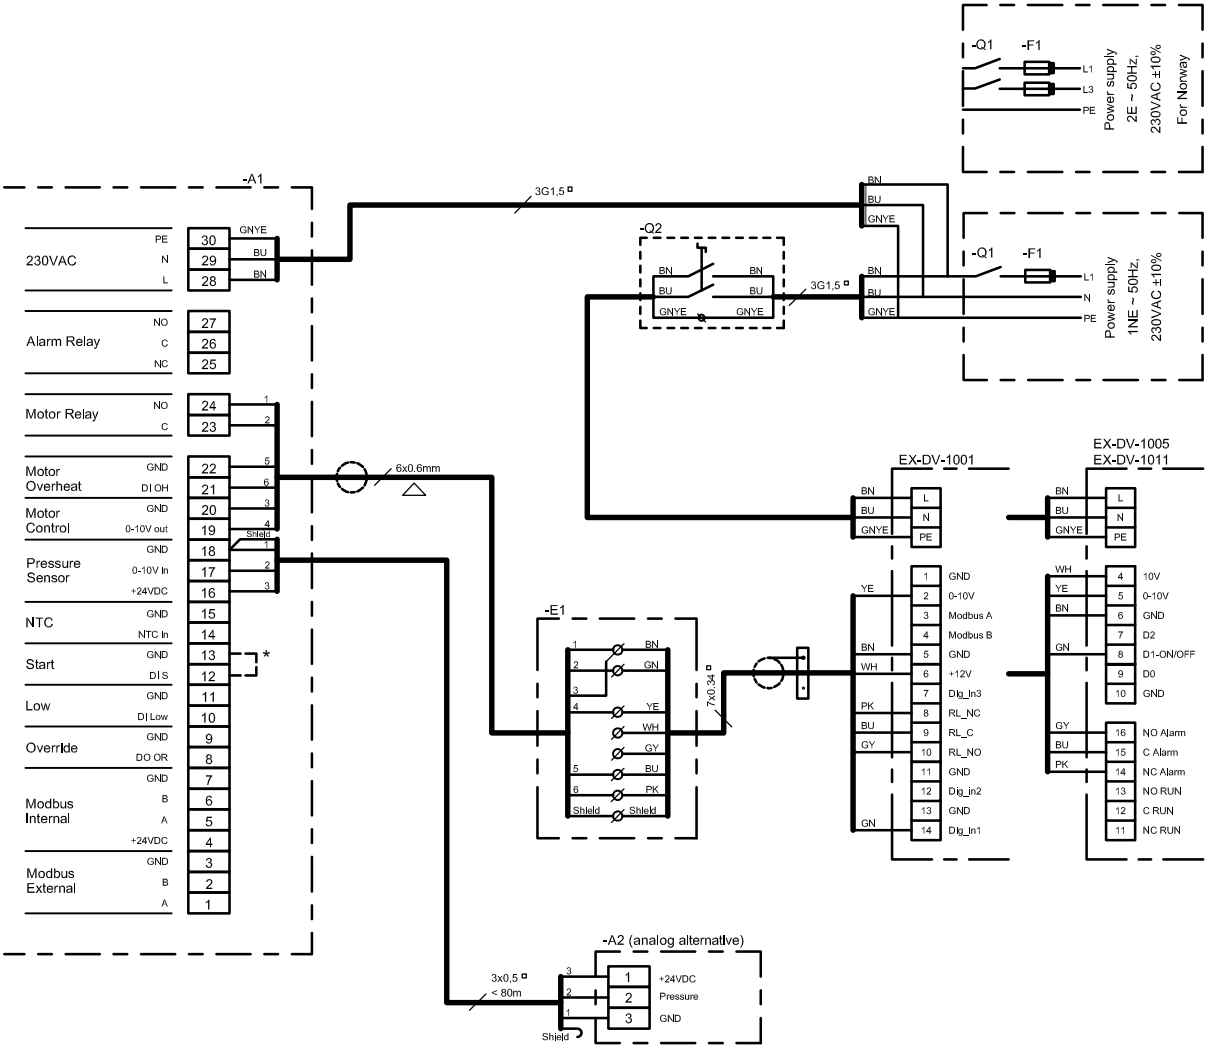 -Q1 -F1
L1
L3
PE
Power supply
2E ~ 50Hz,
230VAC ±10%
For Norway
-A1
3G1,5
BN
BU
GNYE
-Q2
BN BN
BU BU
GNYE GNYE
3G1,5
BN
BU
GNYE
-Q1 -F1
L1
N
PE
Power supply
1NE ~ 50Hz,
230VAC ±10%
230VAC
PE 30 GNYE
N 29 BU
L 28 BN
Alarm Relay
NO 27
C 26
NC 25
Motor Relay
NO 24 1
C 23 2
Motor
Overheat
GND 22 5
DI OH 21 6
Motor
Control
GND 20 3
0-10V out 19 4
Shield
Pressure
Sensor
GND 18 1
0-10V In 17 2
+24VDC 16 3
NTC
GND 15
NTC In 14
Start
GND 13 *
DI S 12
Low
GND 11
DI Low 10
Override
GND 9
DO OR 8
Modbus
Internal
GND 7
B 6
A 5
+24VDC 4
Modbus
External
GND 3
B 2
A 1
6x0.6mm
-E1
1 BN
2 GN
3
4 YE
WH
GY
5 BU
6 PK
Shield Shield
7x0.34
EX-DV-1001
BN L
BU N
GNYE PE
1 GND
YE 2 0-10V
3 Modbus A
4 Modbus B
BN 5 GND
WH 6 +12V
7 Dig_In3
PK 8 RL_NC
BU 9 RL_C
GY 10 RL_NO
11 GND
12 Dig_in2
13 GND
GN 14 Dig_In1
EX-DV-1005
EX-DV-1011
BN L
BU N
GNYE PE
WH 4 10V
YE 5 0-10V
BN 6 GND
7 D2
GN 8 D1-ON/OFF
9 D0
10 GND
GY 16 NO Alarm
BU 15 C Alarm
PK 14 NC Alarm
13 NO RUN
12 C RUN
11 NC RUN
-A2 (analog alternative)
3x0,5
< 80m
3 1 +24VDC
2 2 Pressure
1 3 GND
Shield